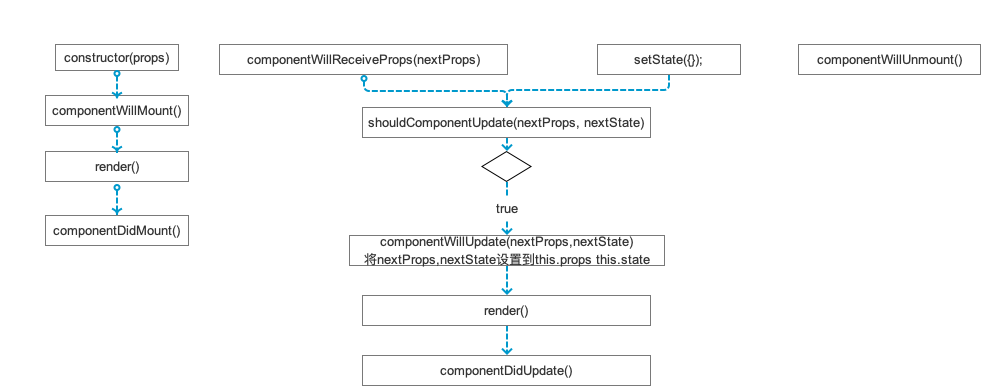 constructor(props)
componentWillMount()
render()
componentDidMount()
componentWillReceiveProps(nextProps)
setState({});
shouldComponentUpdate(nextProps, nextState)
true
componentWillUpdate(nextProps,nextState)
将nextProps,nextState设置到this.props this.state
render()
componentDidUpdate()
componentWillUnmount()